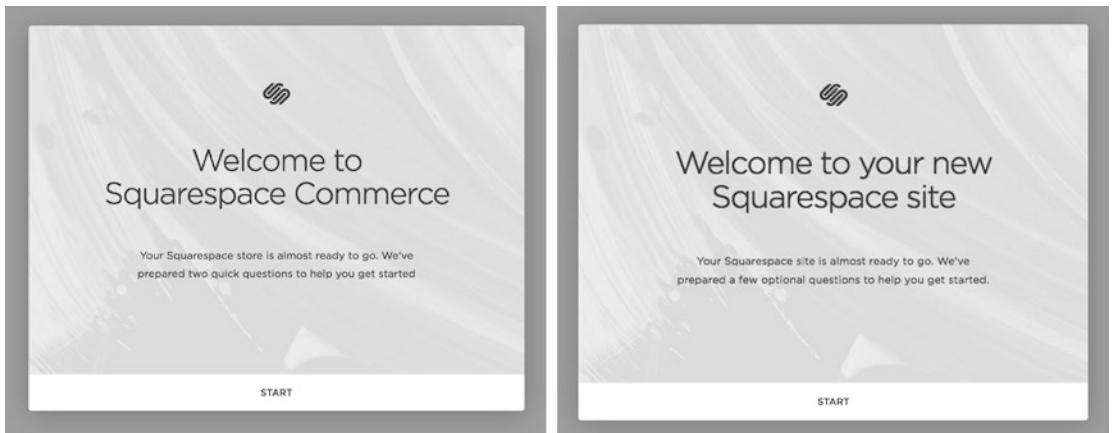 Welcome to
Squarespace Commerce
Your Squarespace store is almost ready to go. We've
prepared two quick questions to help you get started
START
Welcome to your new
Squarespace site
Your Squarespace site is almost ready to go. We've
prepared a few optional questions to help you get started.
START